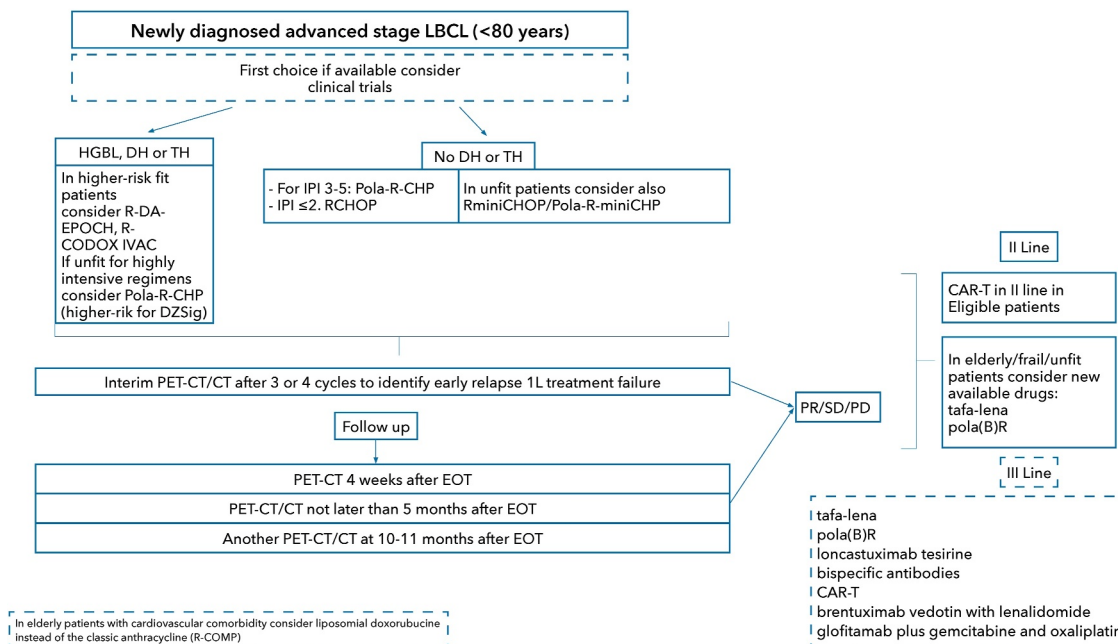 Newly diagnosed advanced stage LBCL (<80 years)
First choice if available consider
clinical trials
HGBL, DH or TH
In higher-risk fit
patients
consider R-DA-
EPOCH, R-
CODOX IVAC
If unfit for highly
intensive regimens
consider Pola-R-CHP
(higher-rik for DZSig)
No DH or TH
- For IPI 3-5: Pola-R-CHP
- IPI ≤2. RCHOP
In unfit patients consider also
RminiCHOP/Pola-R-miniCHP
Interim PET-CT/CT after 3 or 4 cycles to identify early relapse 1L treatment failure
Follow up
PET-CT 4 weeks after EOT
PET-CT/CT not later than 5 months after EOT
Another PET-CT/CT at 10-11 months after EOT
PR/SD/PD
II Line
CAR-T in II line in
Eligible patients
In elderly/frail/unfit
patients consider new
available drugs:
tafa-lena
pola(B)R
III Line
tafa-lena
pola(B)R
loncastuximab tesirine
bispecific antibodies
CAR-T
brentuximab vedotin with lenalidomide
glofitamab plus gemcitabine and oxaliplatin
In elderly patients with cardiovascular comorbity consider liposomial doxorubucine
instead of the classic anthracycline (R-COMP)